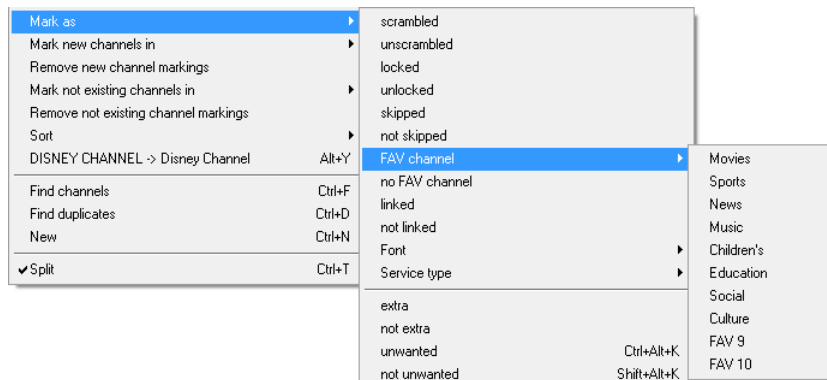 Mark as
Mark new channels in
Remove new channel markings
Mark not existing channels in
Remove not existing channel markings
Sort
DISNEY CHANNEL -> Disney Channel Alt+Y
Find channels Ctrl+F
Find duplicates Ctrl+D
New Ctrl+N
Split Ctrl+T
scrambled
unscrambled
locked
unlocked
skipped
not skipped
FAV channel
no FAV channel
linked
not linked
Font
Service type
extra
not extra
unwanted Ctrl+Alt+K
not unwanted Shift+Alt+K
Movies
Sports
News
Music
Children's
Education
Social
Culture
FAV 9
FAV 10